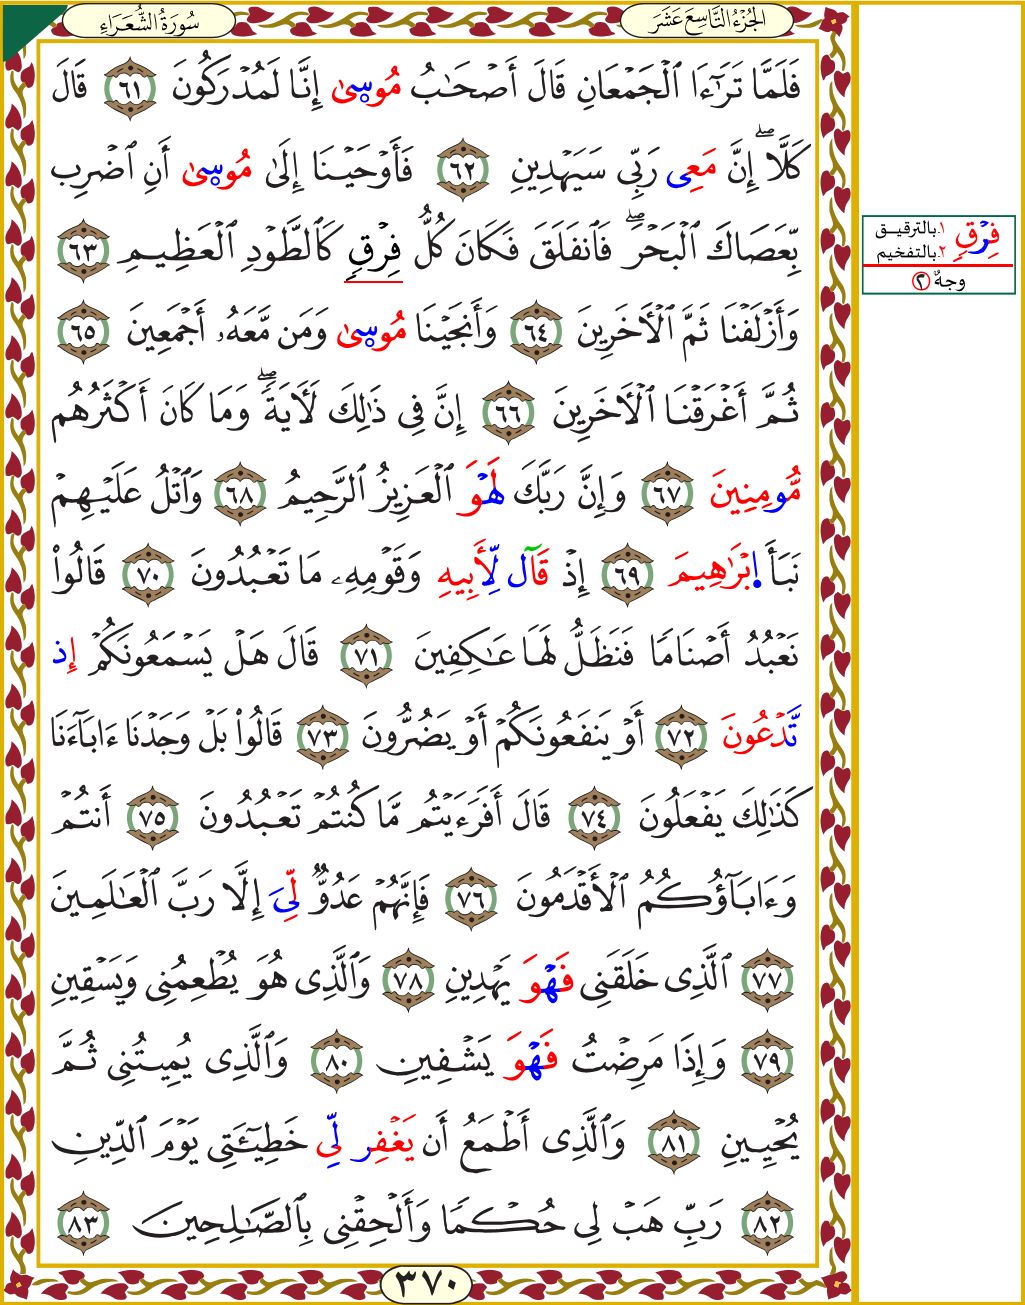 الجُزْءُ التَّاسِعَ عَشَرَ
سُورَةُ الشُّعَرَاءِ
فَلَمَّا تَرَٰٓءَا ٱلْجَمْعَانِ قَالَ أَصْحَٰبُ مُوسَىٰ إِنَّا لَمُدْرَكُونَ ٦١ قَالَ
كَلَّاۖ إِنَّ مَعِى رَبِّى سَيَهْدِينِ ٦٢ فَأَوْحَيْنَا إِلَىٰ مُوسَىٰ أَنِ ٱضْرِب
بِّعَصَاكَ ٱلْبَحْرَۖ فَٱنفَلَقَ فَكَانَ كُلُّ فِرْقٍ كَٱلطَّوْدِ ٱلْعَظِيمِ ٦٣
وَأَزْلَفْنَا ثَمَّ ٱلْأَخَرِينَ ٦٤ وَأَنجَيْنَا مُوسَىٰ وَمَن مَّعَهُۥ أَجْمَعِينَ ٦٥
ثُمَّ أَغْرَقْنَا ٱلْأَخَرِينَ ٦٦ إِنَّ فِى ذَٰلِكَ لَأَيَةًۖ وَمَا كَانَ أَكْثَرُهُم
مُّومِنِينَ ٦٧ وَإِنَّ رَبَّكَ لَهْوَ ٱلْعَزِيزُ ٱلرَّحِيمُ ٦٨ وَٱتْلُ عَلَيْهِمْ
نَبَأَ إِبْرَٰهِيمَ ٦٩ إِذْ قَآل لِّأَبِيهِ وَقَوْمِهِۦ مَا تَعْبُدُونَ ٧٠ قَالُواْ
نَعْبُدُ أَصْنَامًا فَنَظَلُّ لَهَا عَٰكِفِينَ ٧١ قَالَ هَلْ يَسْمَعُونَكُمْ إِذ
تَّدْعُونَ ٧٢ أَوْ يَنفَعُونَكُمْ أَوْ يَضُرُّونَ ٧٣ قَالُواْ بَلْ وَجَدْنَا ءَابَآءَنَا
كَذَٰلِكَ يَفْعَلُونَ ٧٤ قَالَ أَفَرَءَيْتُم مَّا كُنتُمْ تَعْبُدُونَ ٧٥ أَنتُمْ
وَءَابَآؤُكُمُ ٱلْأَقْدَمُونَ ٧٦ فَإِنَّهُمْ عَدُوٌّ لِّىَ إِلَّا رَبَّ ٱلْعَٰلَمِينَ
٧٧ ٱلَّذِى خَلَقَنِى فَهْوَ يَهْدِينِ ٧٨ وَٱلَّذِى هُوَ يُطْعِمُنِى وَيَسْقِينِ
٧٩ وَإِذَا مَرِضْتُ فَهْوَ يَشْفِينِ ٨٠ وَٱلَّذِى يُمِيتُنِى ثُمَّ
يُحْيِينِ ٨١ وَٱلَّذِى أَطْمَعُ أَن يَغْفِر لِّى خَطِيٓـَٔتِى يَوْمَ ٱلدِّينِ
٨٢ رَبِّ هَبْ لِى حُكْمًا وَأَلْحِقْنِى بِٱلصَّٰلِحِينَ ٨٣
٣٧٠
فِرْقٍ ١.بالترقيق
٢.بالتفخيم
وجهٌ ٢